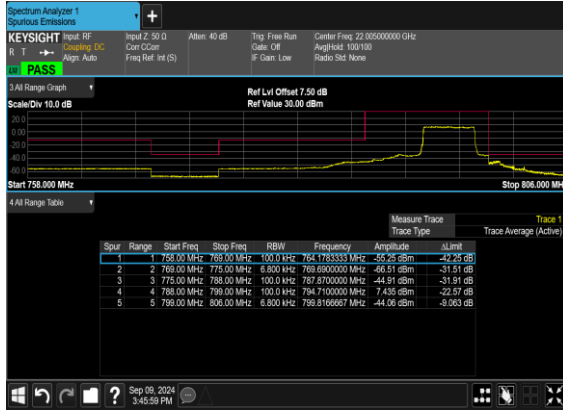 Spectrum Analyzer 1
Spurious Emissions
KEYSIGHT Input: RF Input Z: 50 Ω Atten: 40 dB Trig: Free Run Center Freq: 22.005000000 GHz
R T Coupling: DC Corr CCorr Gate: Off Avg|Hold: 100/100
Align: Auto Freq Ref: Int (S) IF Gain: Low Radio Std: None
PASS
3 All Range Graph
Ref Lvl Offset 7.50 dB
Scale/Div 10.0 dB Ref Value 30.00 dBm
20.0
0.00
-20.0
-40.0
-60.0
Start 758.000 MHz Stop 806.000 MH
4 All Range Table
Measure Trace Trace 1
Trace Type Trace Average (Active)
Spur Range Start Freq Stop Freq RBW Frequency Amplitude ΔLimit
1 1 758.00 MHz 769.00 MHz 100.0 kHz 764.1783333 MHz -55.25 dBm -42.25 dB
2 2 769.00 MHz 775.00 MHz 6.800 kHz 769.6900000 MHz -66.51 dBm -31.51 dB
3 3 775.00 MHz 788.00 MHz 100.0 kHz 787.8700000 MHz -44.91 dBm -31.91 dB
4 4 788.00 MHz 799.00 MHz 100.0 kHz 794.7100000 MHz 7.435 dBm -22.57 dB
5 5 799.00 MHz 806.00 MHz 6.800 kHz 799.8166667 MHz -44.06 dBm -9.063 dB
? Sep 09, 2024
3:45:59 PM